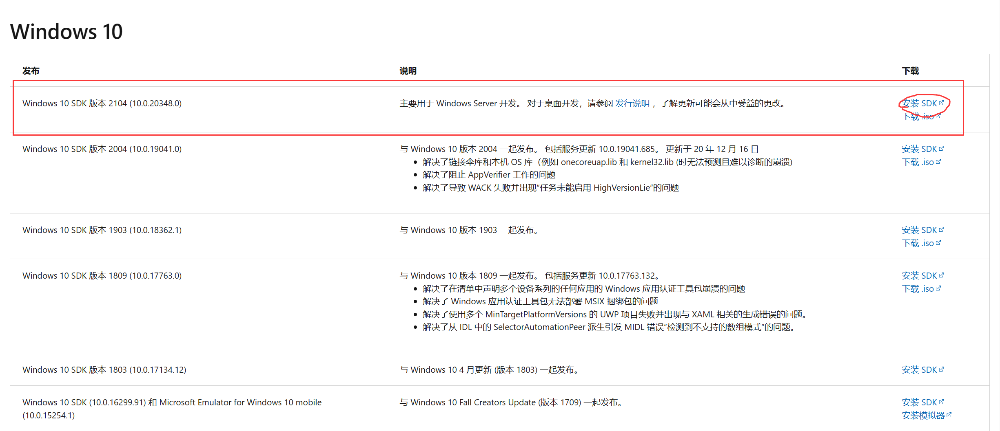 Windows 10
发布 说明 下载
Windows 10 SDK 版本 2104 (10.0.20348.0) 主要用于 Windows Server 开发。 对于桌面开发，请参阅 发行说明 ，了解更新可能会从中受益的更改。 安装 SDK
下载 .iso
Windows 10 SDK 版本 2004 (10.0.19041.0) 与 Windows 10 版本 2004 一起发布。 包括服务更新 10.0.19041.685。 更新于 20 年 12 月 16 日 安装 SDK
• 解决了链接伞库和本机 OS 库（例如 onecoreuap.lib 和 kernel32.lib (时无法预测且难以诊断的崩溃) 下载 .iso
• 解决了阻止 AppVerifier 工作的问题
• 解决了导致 WACK 失败并出现“任务未能启用 HighVersionLie”的问题
Windows 10 SDK 版本 1903 (10.0.18362.1) 与 Windows 10 版本 1903 一起发布。 安装 SDK
下载 .iso
Windows 10 SDK 版本 1809 (10.0.17763.0) 与 Windows 10 版本 1809 一起发布。 包括服务更新 10.0.17763.132。 安装 SDK
• 解决了在清单中声明多个设备系列的任何应用的 Windows 应用认证工具包崩溃的问题 下载 .iso
• 解决了 Windows 应用认证工具包无法部署 MSIX 捆绑包的问题
• 解决了使用多个 MinTargetPlatformVersions 的 UWP 项目失败并出现与 XAML 相关的生成错误的问题。
• 解决了从 IDL 中的 SelectorAutomationPeer 派生引发 MIDL 错误“检测到不支持的数组模式”的问题。
Windows 10 SDK 版本 1803 (10.0.17134.12) 与 Windows 10 4 月更新 (版本 1803) 一起发布。 安装 SDK
Windows 10 SDK (10.0.16299.91) 和 Microsoft Emulator for Windows 10 mobile 与 Windows 10 Fall Creators Update (版本 1709) 一起发布。 安装 SDK
(10.0.15254.1) 安装模拟器